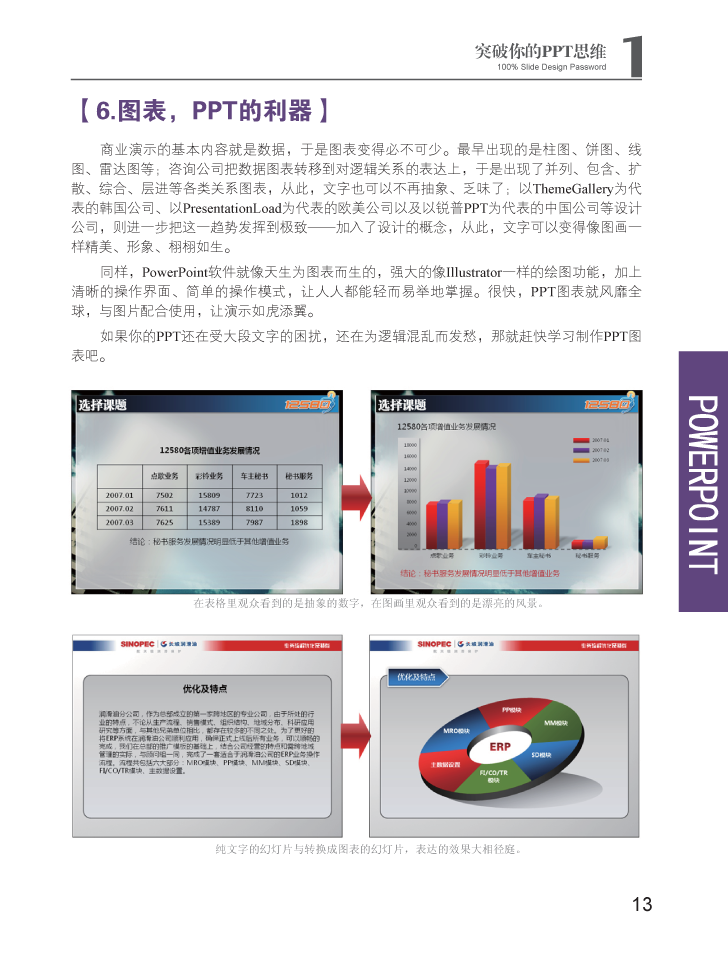 突破你的PPT思维
100% Slide Design Password
1
【6.图表，PPT的利器】
商业演示的基本内容就是数据，于是图表变得必不可少。最早出现的是柱图、饼图、线
图、雷达图等；咨询公司把数据图表转移到对逻辑关系的表达上，于是出现了并列、包含、扩
散、综合、层进等各类关系图表，从此，文字也可以不再抽象、乏味了；以ThemeGallery为代
表的韩国公司、以PresentationLoad为代表的欧美公司以及以锐普PPT为代表的中国公司等设计
公司，则进一步把这一趋势发挥到极致——加入了设计的概念，从此，文字可以变得像图画一
样精美、形象、栩栩如生。
同样，PowerPoint软件就像天生为图表而生的，强大的像Illustrator一样的绘图功能，加上
清晰的操作界面、简单的操作模式，让人人都能轻而易举地掌握。很快，PPT图表就风靡全
球，与图片配合使用，让演示如虎添翼。
如果你的PPT还在受大段文字的困扰，还在为逻辑混乱而发愁，那就赶快学习制作PPT图
表吧。
POWERPOINT
选择课题
12580
12580各项增值业务发展情况
点歌业务 彩铃业务 车主秘书 秘书服务
2007.01 7502 15809 7723 1012
2007.02 7611 14787 8110 1059
2007.03 7625 15389 7987 1898
结论：秘书服务发展情况明显低于其他增值业务
选择课题
12580
12580各项增值业务发展情况
18000
16000
14000
12000
10000
8000
6000
4000
2000
2007.01
2007.02
2007.03
点歌业务 彩铃业务 车主秘书 秘书服务
结论：秘书服务发展情况明显低于其他增值业务
在表格里观众看到的是抽象的数字，在图画里观众看到的是漂亮的风景。
SINOPEC 长城润滑油
优化及特点
润滑油分公司，作为总部成立的第一家跨地区的专业公司，由于所处的行
业的特点，不论从生产流程、销售模式、组织结构、地域分布、科研应用
研究等方面，与其他兄弟单位相比，都存在较多的不同之处。为了更好的
将ERP系统在润滑油公司顺利应用，确保正式上线后所有业务，可以顺畅的
完成，我们在总部的推广模板的基础上，结合公司经营的特点和需跨地域
管理的实际，与顾问组一同，完成了一套适合于润滑油公司的ERP业务操作
流程。流程共包括六大部分：MRO模块、PP模块、MM模块、SD模块、
FI/CO/TR模块、主数据设置。
SINOPEC 长城润滑油
优化及特点
PP模块
MRO模块
MM模块
ERP
主数据设置
SD模块
FI/CO/TR
模块
纯文字的幻灯片与转换成图表的幻灯片，表达的效果大相径庭。
13